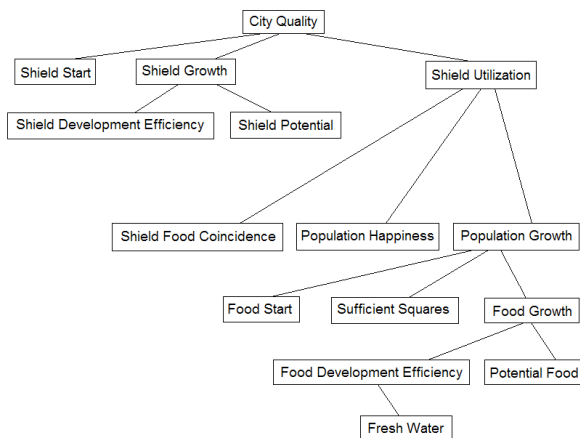 City Quality
Shield Start
Shield Growth
Shield Utilization
Shield Development Efficiency
Shield Potential
Shield Food Coincidence
Population Happiness
Population Growth
Food Start
Sufficient Squares
Food Growth
Food Development Efficiency
Potential Food
Fresh Water